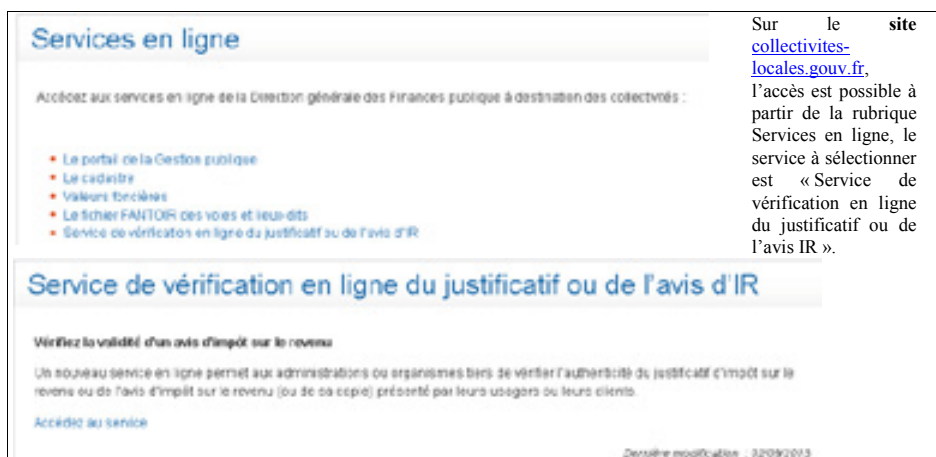 Services en ligne
Accédez aux services en ligne de la Direction générale des Finances publique à destination des collectivités :
Le portail de la Gestion publique
Le cadastre
Valeurs foncières
Le fichier FANTOIR des voies et lieux-dits
Service de vérification en ligne du justificatif ou de l'avis d'IR
Sur le site
collectivites-
locales.gouv.fr,
l'accès est possible à
partir de la rubrique
Services en ligne, le
service à sélectionner
est « Service de
vérification en ligne
du justificatif ou de
l'avis IR ».
Service de vérification en ligne du justificatif ou de l'avis d'IR
Vérifiez la validité d'un avis d'impôt sur le revenu
Un nouveau service en ligne permet aux administrations ou organismes tiers de vérifier l'authenticité du justificatif d'impôt sur le
revenu ou de l'avis d'impôt sur le revenu (ou de sa copie) présenté par leurs usagers ou leurs clients.
Accédez au service
Dernière modification : 02/09/2013